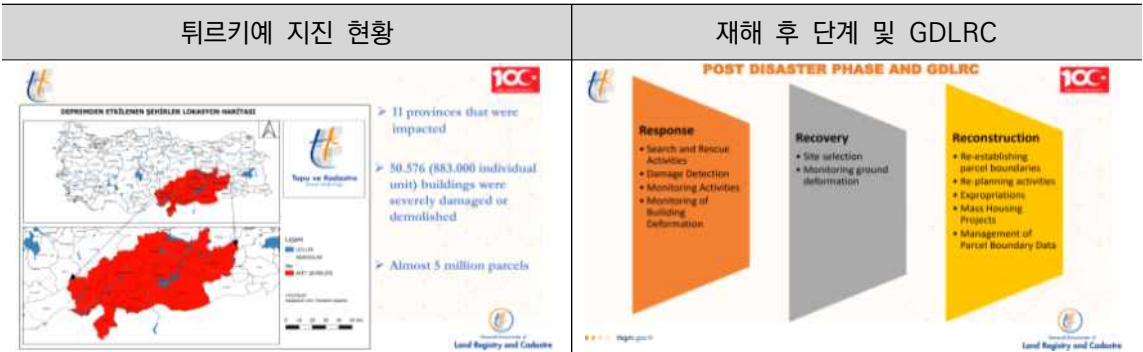 튀르키예 지진 현황
재해 후 단계 및 GDLRC
100
DEPREMDEN ETKİLENEN ŞEHİRLER LOKASYON HARİTASI
Tapu ve Kadastro
➢ 11 provinces that were
impacted
➢ 50.576 (883.000 individual
unit) buildings were
severely damaged or
demolished
➢ Almost 5 million parcels
Land Registry and Cadastre
POST DISASTER PHASE AND GDLRC
100
Response
• Search and Rescue
Activities
• Damage Detection
• Monitoring Activities
• Monitoring of
Building
Deformation
Recovery
• Site selection
• Monitoring ground
deformation
Reconstruction
• Re-establishing
parcel boundaries
• Re-planning activities
• Expropriations
• Mass Housing
Projects
• Management of
Parcel Boundary Data
Land Registry and Cadastre